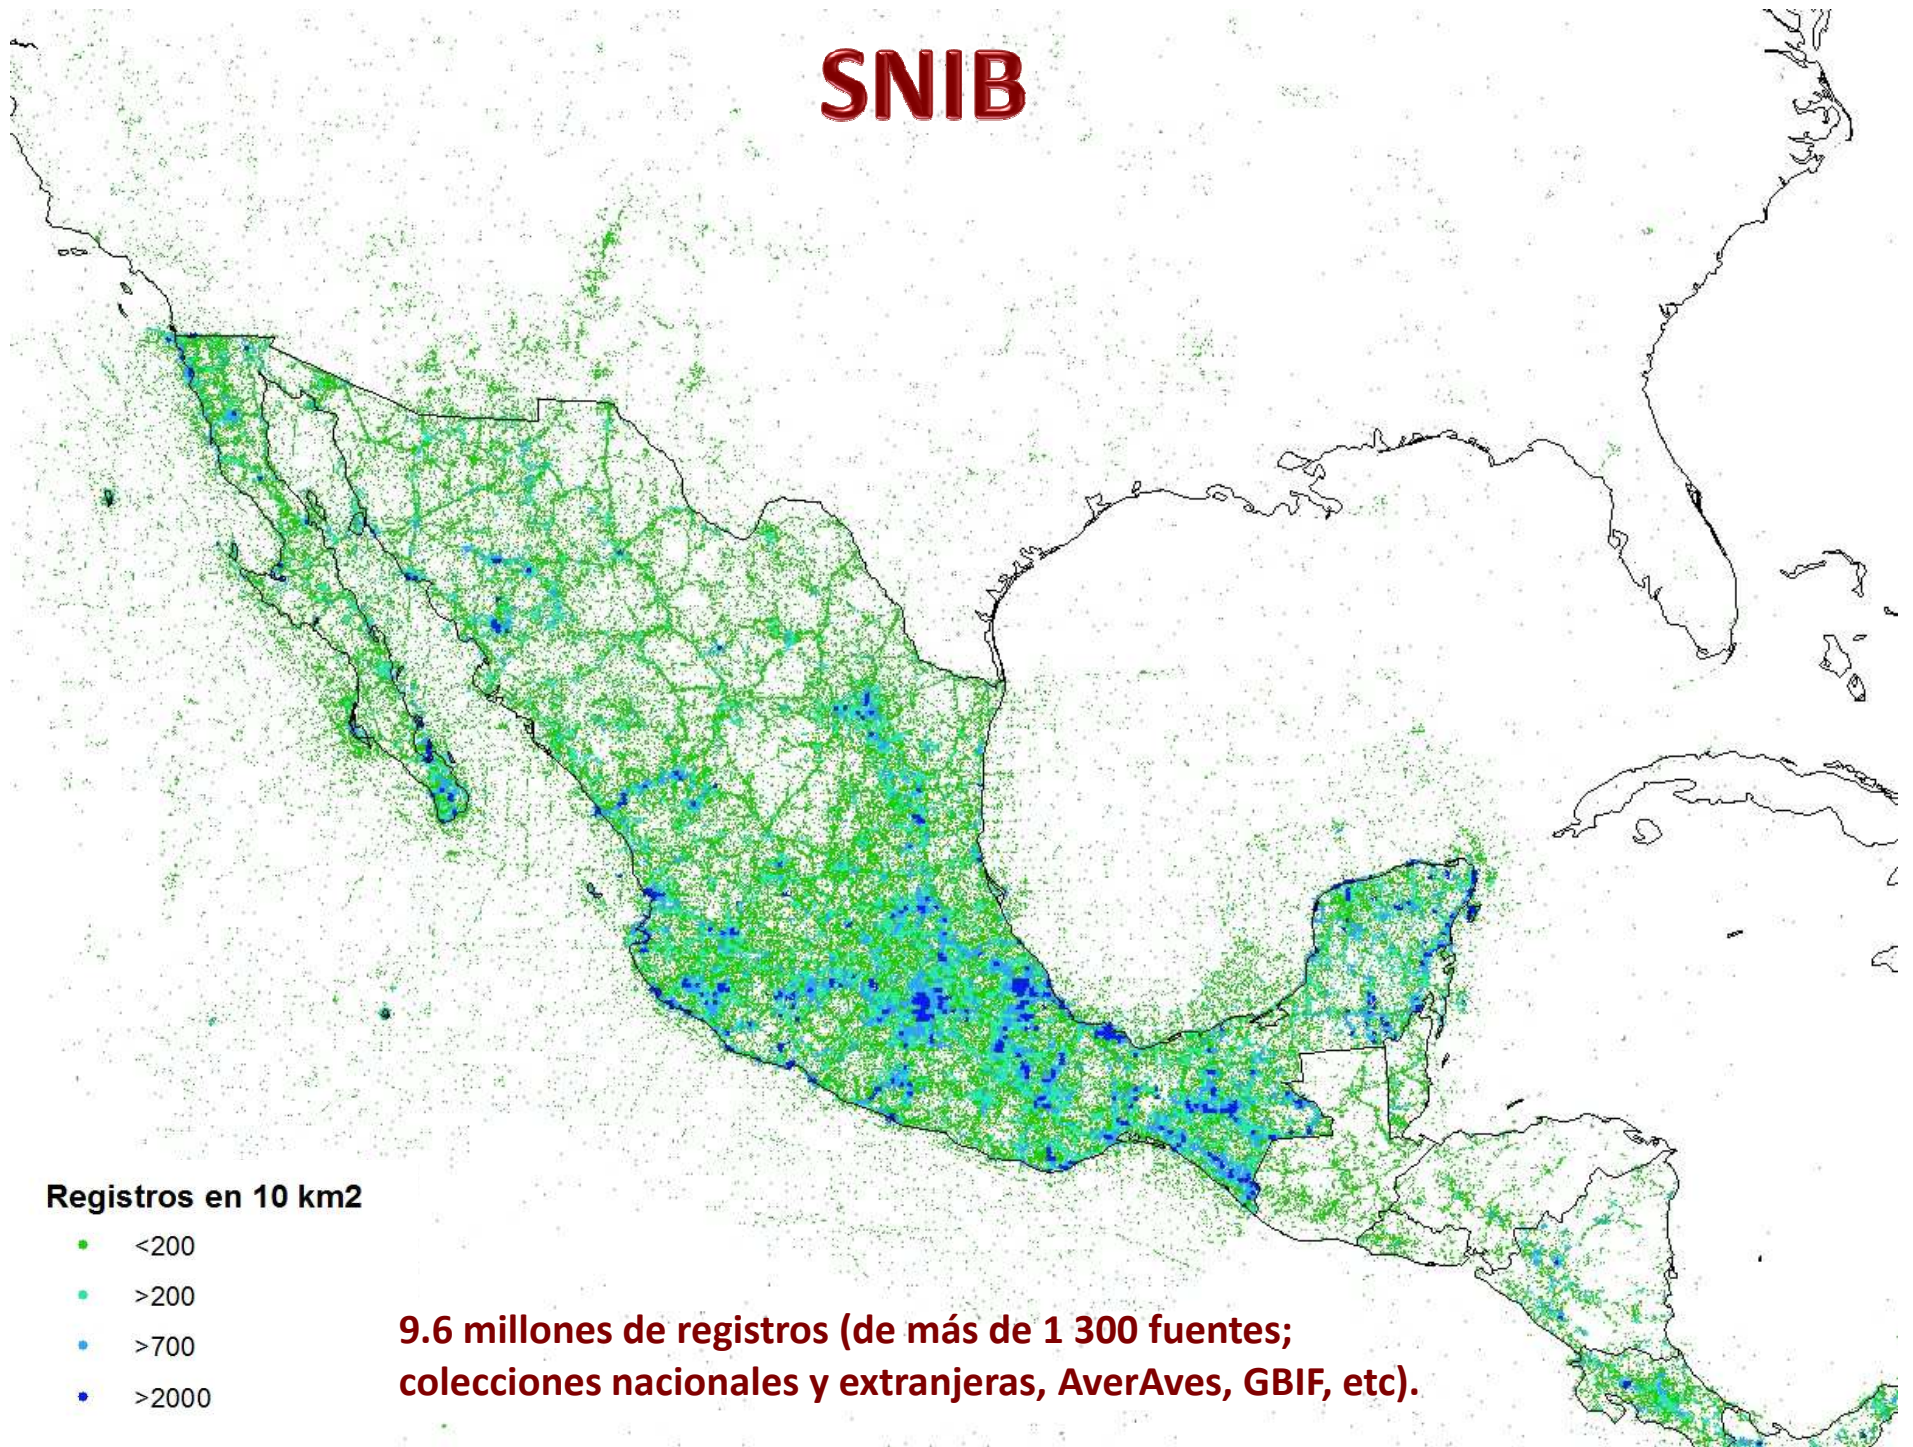 SNIB
Registros en 10 km2
<200
>200
>700
>2000
9.6 millones de registros (de más de 1 300 fuentes;
colecciones nacionales y extranjeras, AverAves, GBIF, etc).